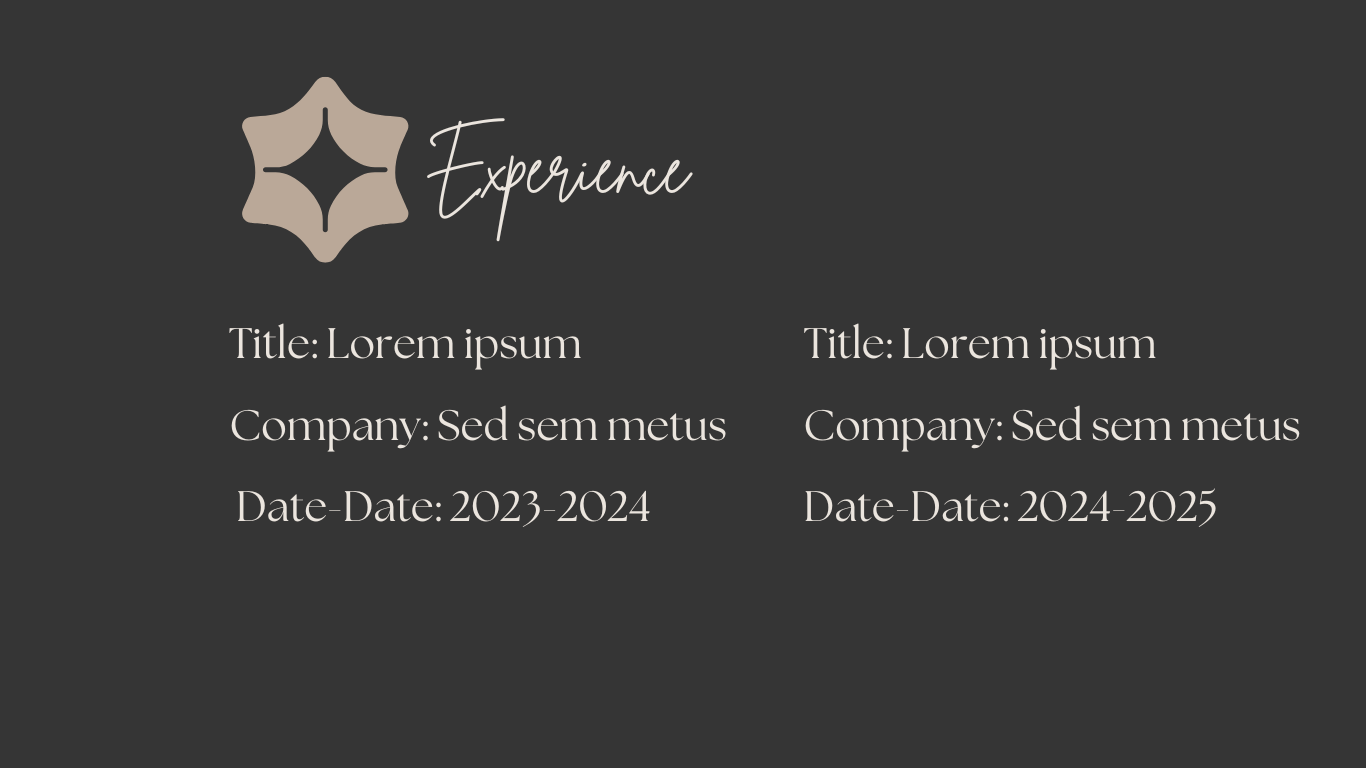 Experience
Title: Lorem ipsum
Company: Sed sem metus
Date-Date: 2023-2024
Title: Lorem ipsum
Company: Sed sem metus
Date-Date: 2024-2025